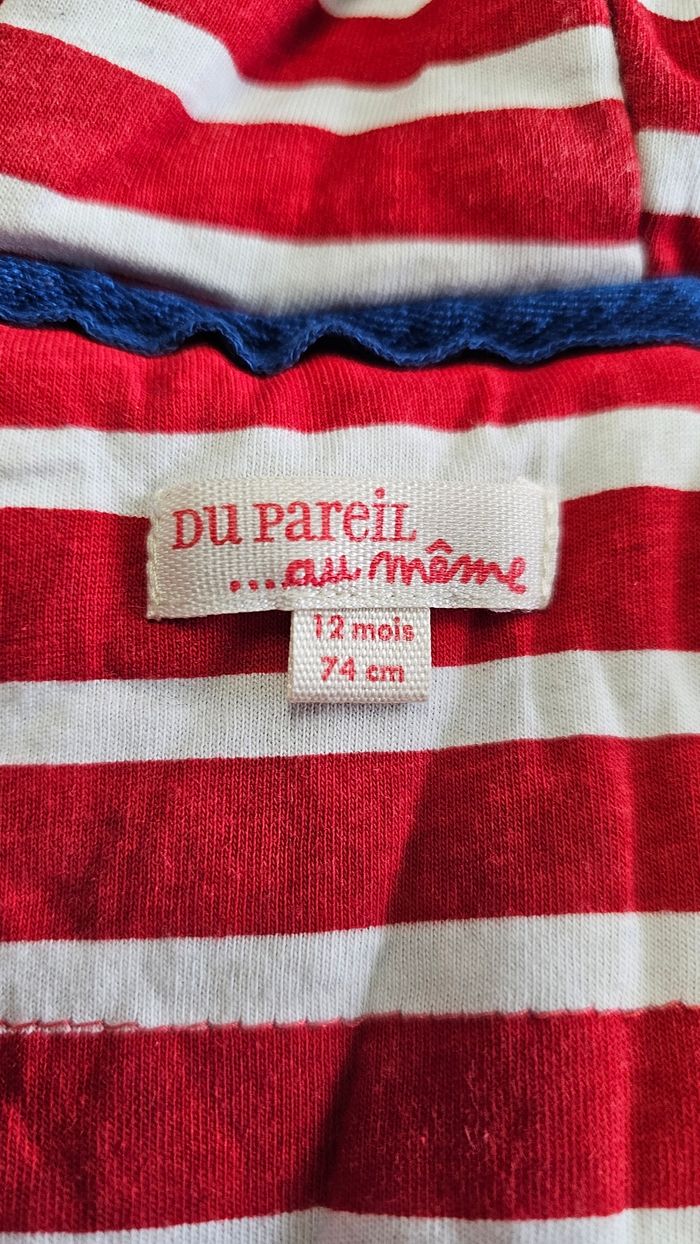 DU PareiL
....au même
12 mois
74 cm